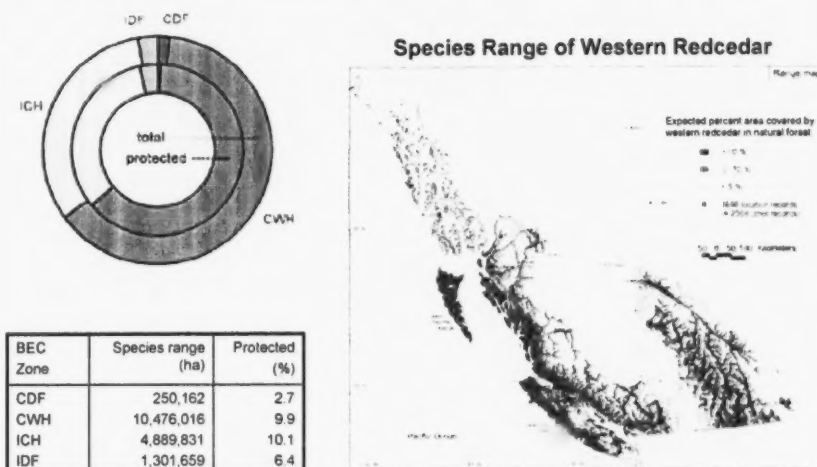 IDF CDF
ICH
total
protected
CWH
BEC Zone Species range (ha) Protected (%)
CDF 250,162 2.7
CWH 10,476,016 9.9
ICH 4,889,831 10.1
IDF 1,301,659 6.4
Species Range of Western Redcedar
Range map
Expected percent area covered by
western redcedar in natural forest
Pacific Ocean